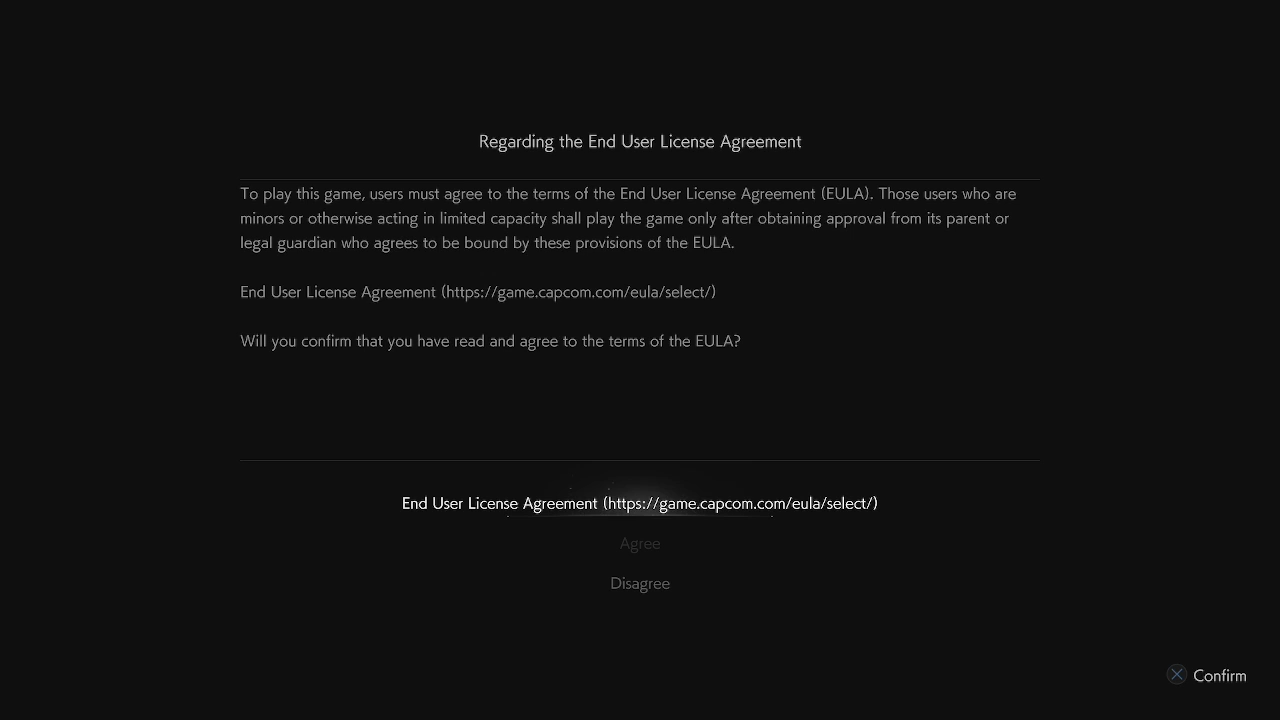 Regarding the End User License Agreement
To play this game, users must agree to the terms of the End User License Agreement (EULA). Those users who are
minors or otherwise acting in limited capacity shall play the game only after obtaining approval from its parent or
legal guardian who agrees to be bound by these provisions of the EULA.
End User License Agreement (https://game.capcom.com/eula/select/)
Will you confirm that you have read and agree to the terms of the EULA?
End User License Agreement (https://game.capcom.com/eula/select/)
Agree
Disagree
Confirm